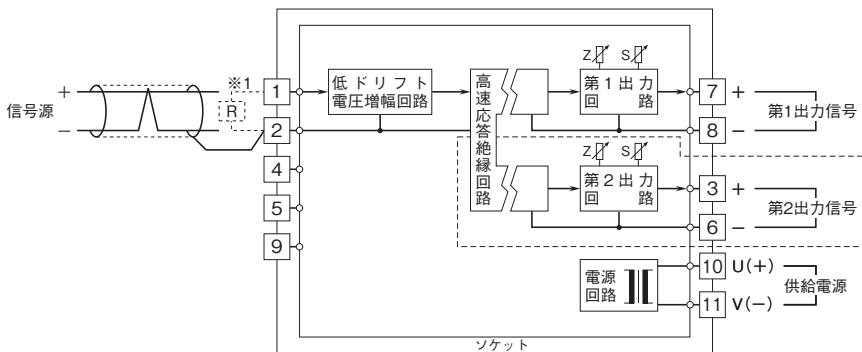 信号源
+
−
※1
R
1
2
4
5
9
低ドリフト
電圧増幅回路
高速応答絶縁回路
Z
S
第1出力
回路
Z
S
第2出力
回路
電源
回路
7
+
8
−
第1出力信号
3
+
6
−
第2出力信号
10
U(+)
11
V(−)
供給電源
ソケット